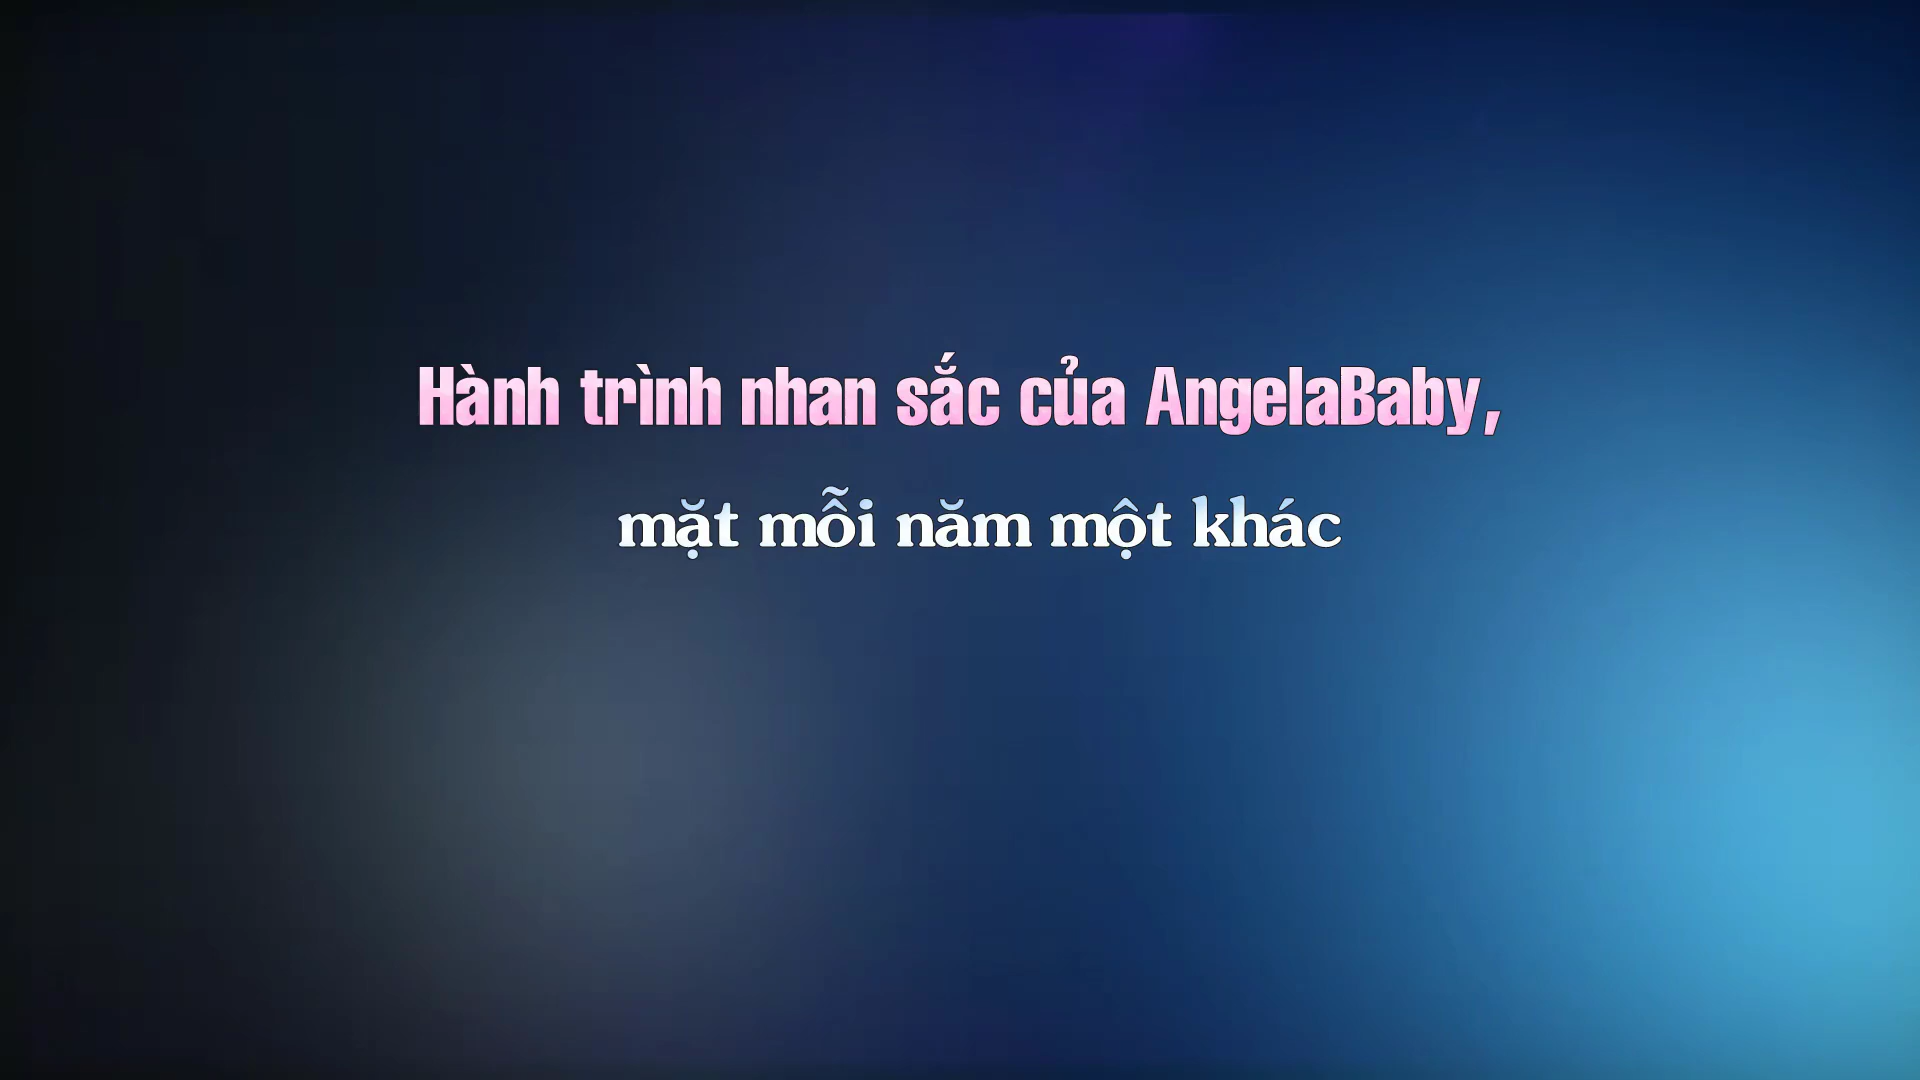 Hành trình nhan sắc của AngelaBaby,
mặt mỗi năm một khác